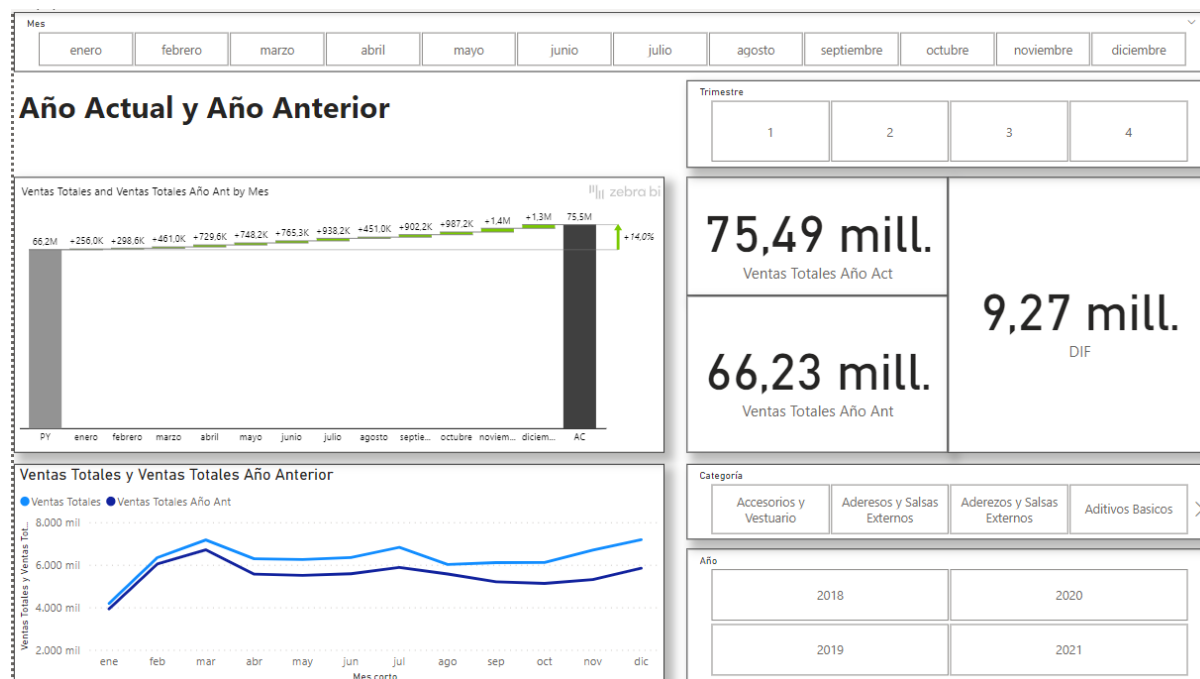 Mes
enero febrero marzo abril mayo junio julio agosto septiembre octubre noviembre diciembre
Año Actual y Año Anterior
Trimestre
1 2 3 4
Ventas Totales and Ventas Totales Año Ant by Mes
zebra bi
66,2M +256,0K +298,6K +461,0K +729,6K +748,2K +765,3K +938,2K +451,0K +902,2K +987,2K +1,4M +1,3M 75,5M
+14,0%
PY enero febrero marzo abril mayo junio julio agosto septie... octubre noviem... diciem... AC
75,49 mill.
Ventas Totales Año Act
66,23 mill.
Ventas Totales Año Ant
9,27 mill.
DIF
Ventas Totales y Ventas Totales Año Anterior
Ventas Totales Ventas Totales Año Ant
Ventas Totales y Ventas Tot...
8.000 mil
6.000 mil
4.000 mil
2.000 mil
ene feb mar abr may jun jul ago sep oct nov dic
Mes corto
Categoría
Accesorios y Vestuario
Aderesos y Salsas Externos
Aderezos y Salsas Externos
Aditivos Basicos
Año
2018 2020
2019 2021